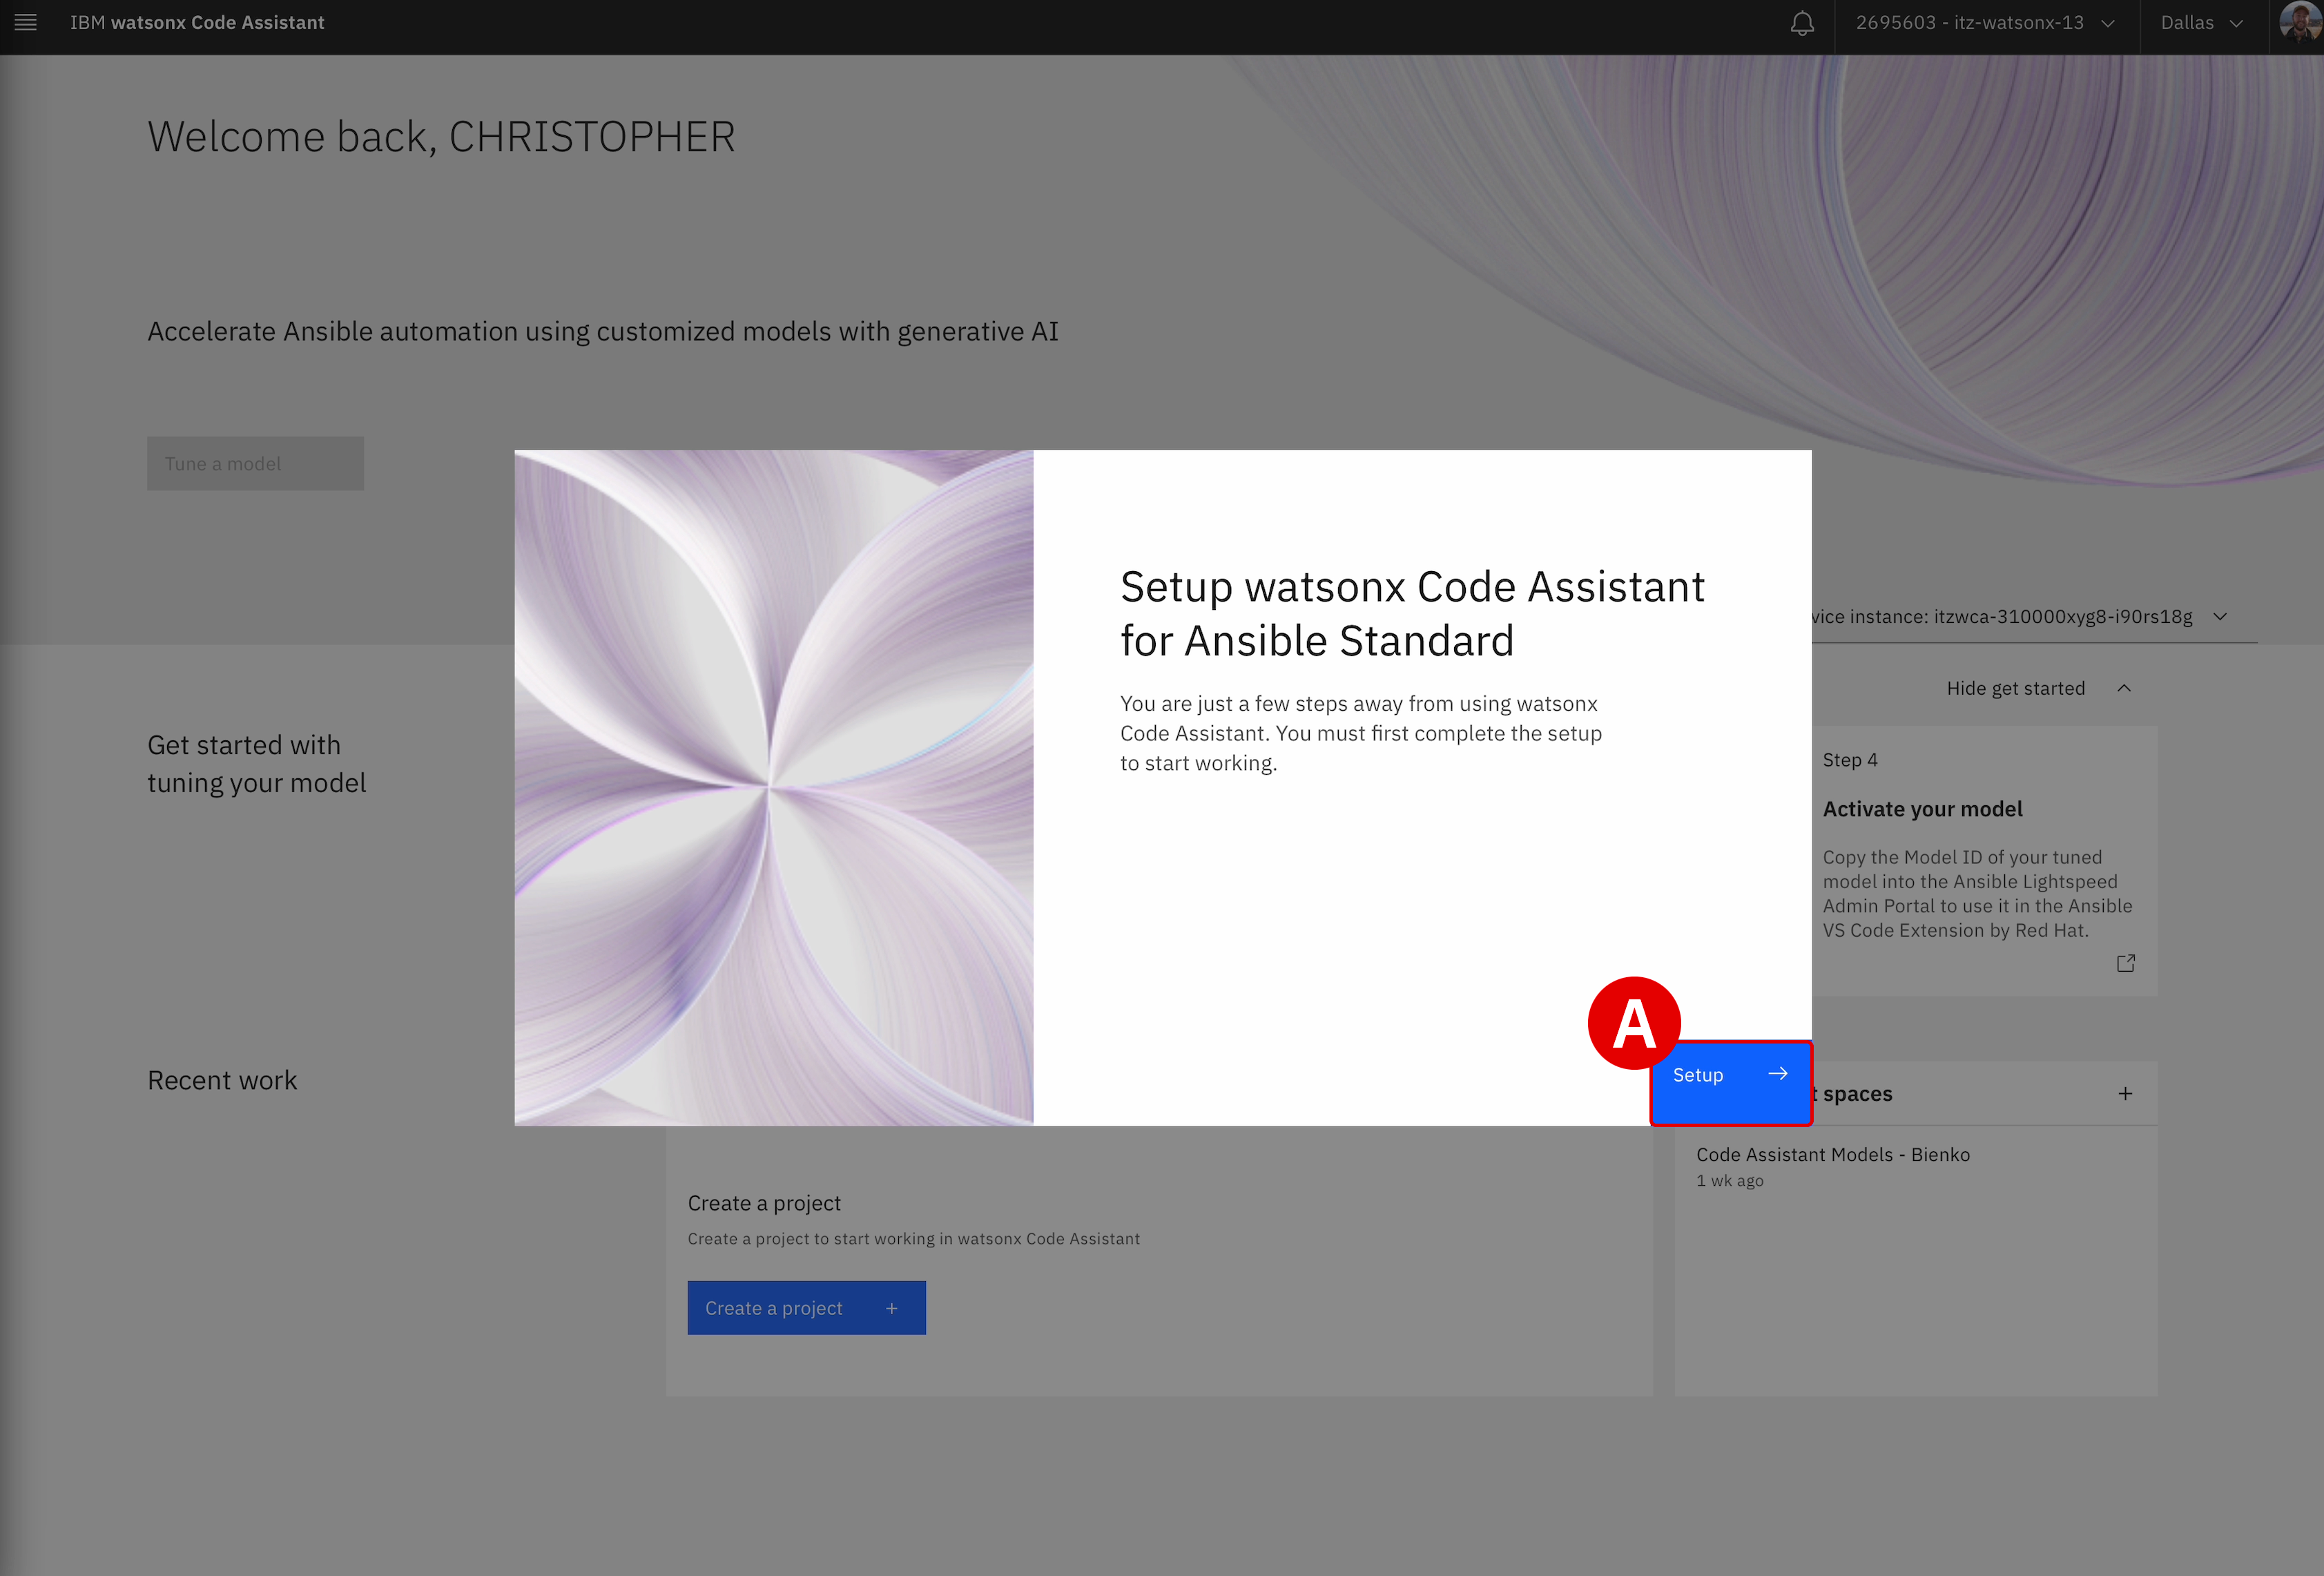 IBM watsonx Code Assistant
2695603 - itz-watsonx-13
Dallas
Welcome back, CHRISTOPHER
Accelerate Ansible automation using customized models with generative AI
Tune a model
Setup watsonx Code Assistant
for Ansible Standard
You are just a few steps away from using watsonx
Code Assistant. You must first complete the setup
to start working.
A
Setup
instance: itzwca-310000xyg8-i90rs18g
Hide get started
Get started with
tuning your model
Step 4
Activate your model
Copy the Model ID of your tuned
model into the Ansible Lightspeed
Admin Portal to use it in the Ansible
VS Code Extension by Red Hat.
Recent work
spaces
Create a project
Create a project to start working in watsonx Code Assistant
Create a project
Code Assistant Models - Bienko
1 wk ago